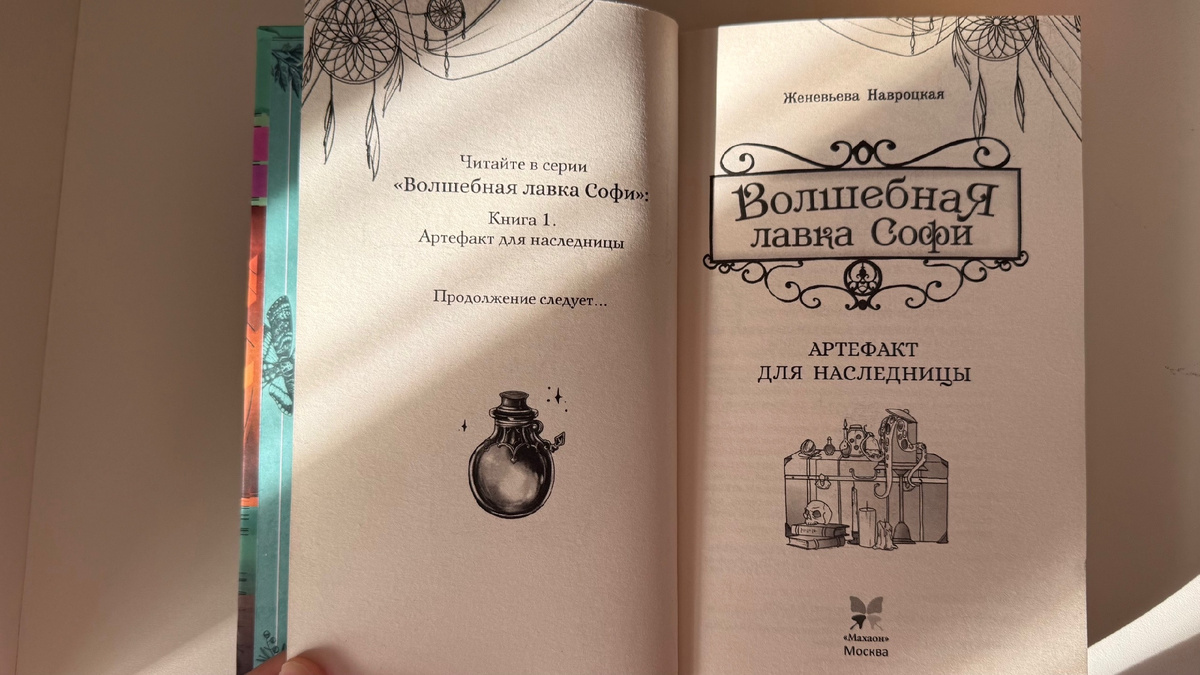 Читайте в серии
«Волшебная лавка Софи»:
Книга 1.
Артефакт для наследницы
Продолжение следует...
Женевьева Навроцкая
Волшебная
лавка Софи
АРТЕФАКТ
ДЛЯ НАСЛЕДНИЦЫ
«Махаон»
Москва